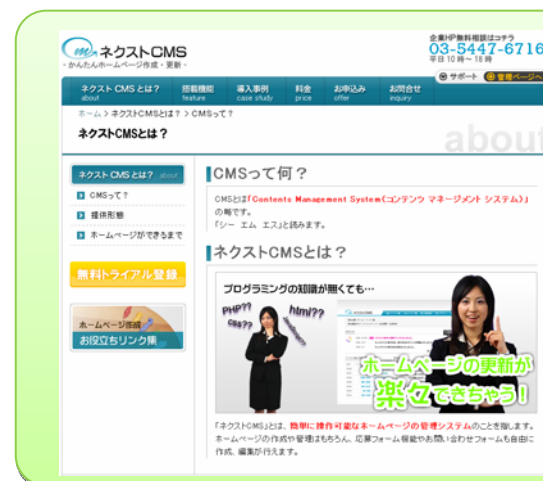 企業HP無料相談はコチラ
ネクストCMS
03-5447-6716
- かんたんホームページ作成・更新 -
平日10時~18時
サポート
管理ページへ
ネクスト CMS とは?
about
搭載機能
feature
導入事例
case study
料金
price
お申込み
offer
お問合せ
inquiry
ホーム > ネクストCMSとは? > CMSって?
ネクストCMSとは?
about
ネクスト CMS とは? about
CMSって?
提供形態
ホームページができるまで
無料トライアル登録
ホームページ作成
お役立ちリンク集
CMSって何?
CMSとは「Contents Management System(コンテンツ マネージメント システム)」
の略です。
「シー エム エス」と読みます。
ネクストCMSとは?
プログラミングの知識が無くても…
PHP??
html??
css??
ホームページの更新が
楽々できちゃう!
「ネクストCMS」とは、簡単に操作可能なホームページの管理システムのことを指します。
ホームページの作成や管理はもちろん、応募フォーム機能やお問い合わせフォームも自由に
作成、編集が行えます。